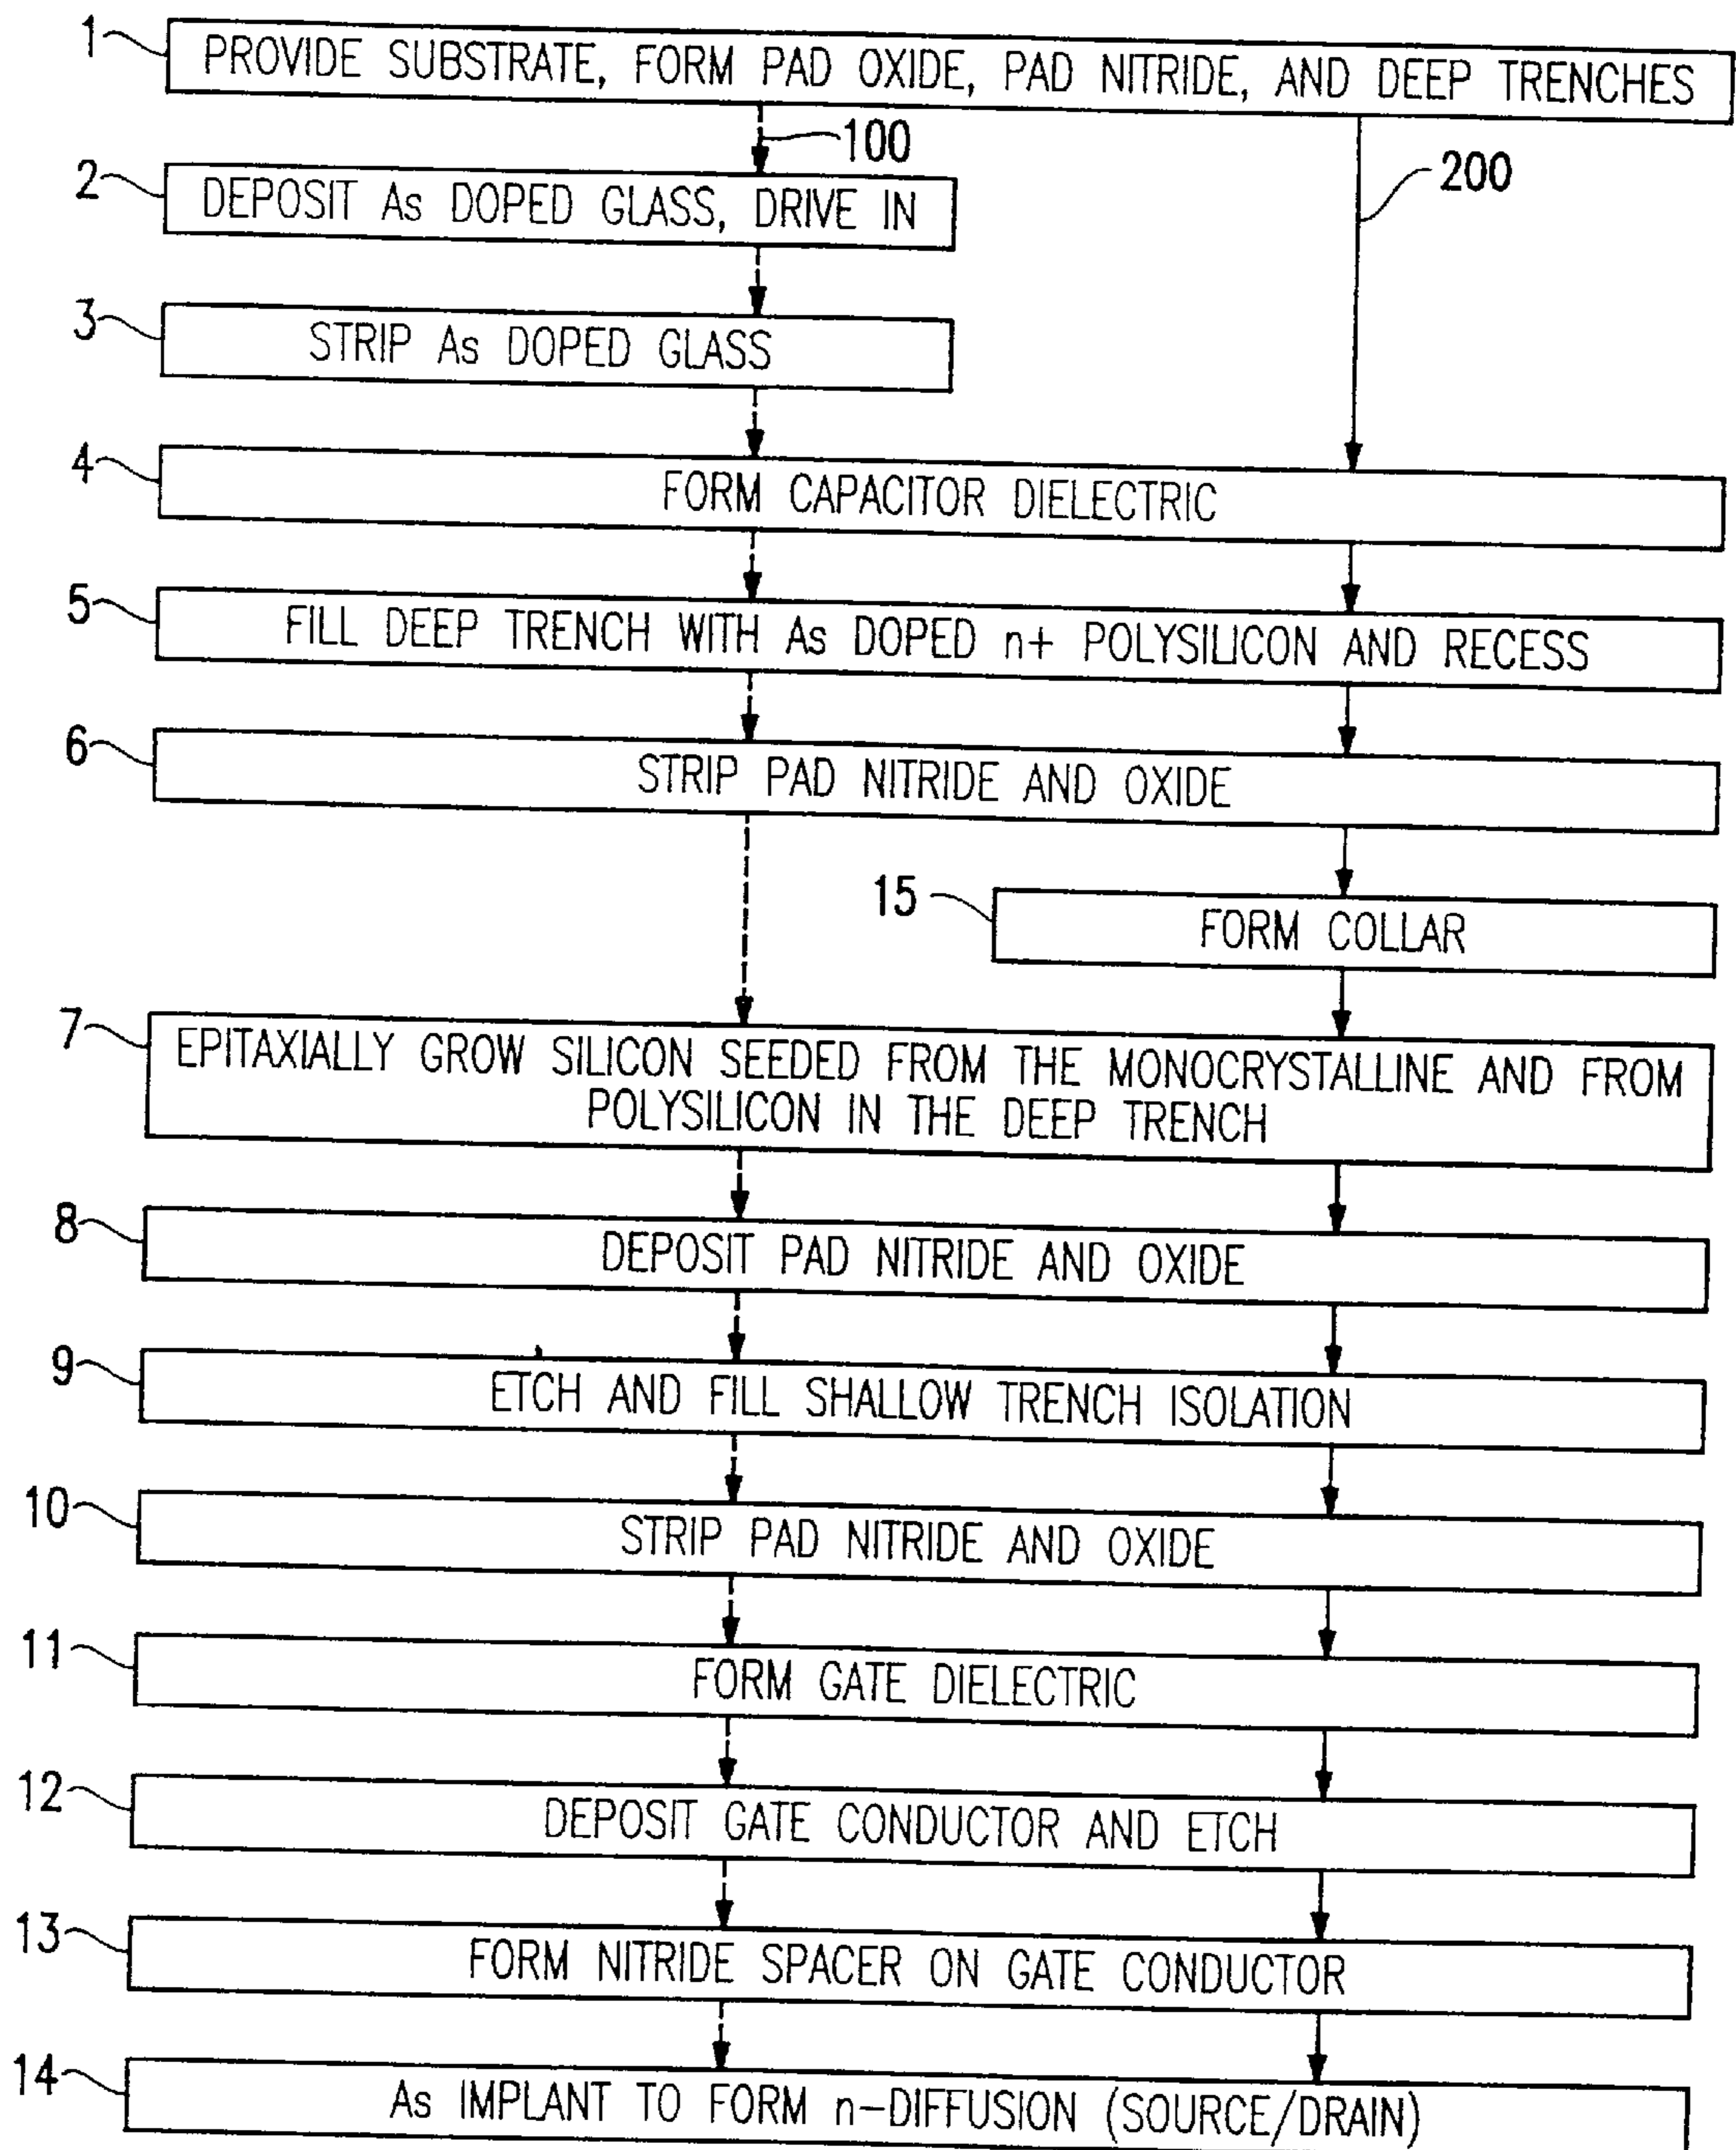 1 PROVIDE SUBSTRATE, FORM PAD OXIDE, PAD NITRIDE, AND DEEP TRENCHES
100
200
2 DEPOSIT As DOPED GLASS, DRIVE IN
3 STRIP As DOPED GLASS
4 FORM CAPACITOR DIELECTRIC
5 FILL DEEP TRENCH WITH As DOPED n+ POLYSILICON AND RECESS
6 STRIP PAD NITRIDE AND OXIDE
15 FORM COLLAR
7 EPITAXIALLY GROW SILICON SEEDED FROM THE MONOCRYSTALLINE AND FROM
POLYSILICON IN THE DEEP TRENCH
8 DEPOSIT PAD NITRIDE AND OXIDE
9 ETCH AND FILL SHALLOW TRENCH ISOLATION
10 STRIP PAD NITRIDE AND OXIDE
11 FORM GATE DIELECTRIC
12 DEPOSIT GATE CONDUCTOR AND ETCH
13 FORM NITRIDE SPACER ON GATE CONDUCTOR
14 As IMPLANT TO FORM n-DIFFUSION (SOURCE/DRAIN)